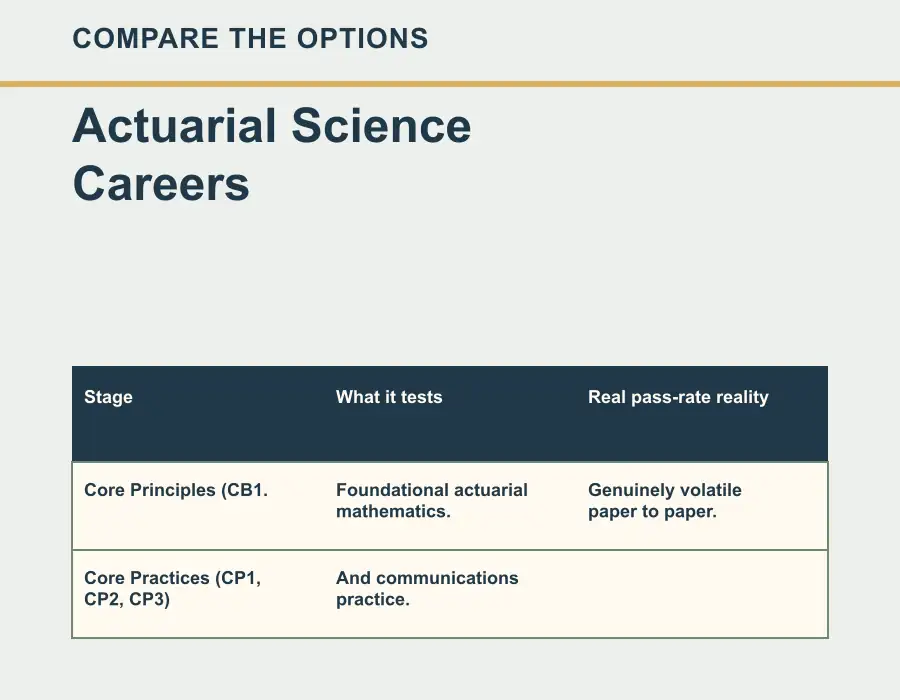 COMPARE THE OPTIONS
Actuarial Science
Careers
Stage
What it tests
Real pass-rate reality
Core Principles (CB1.
Foundational actuarial
mathematics.
Genuinely volatile
paper to paper.
Core Practices (CP1,
CP2, CP3)
And communications
practice.